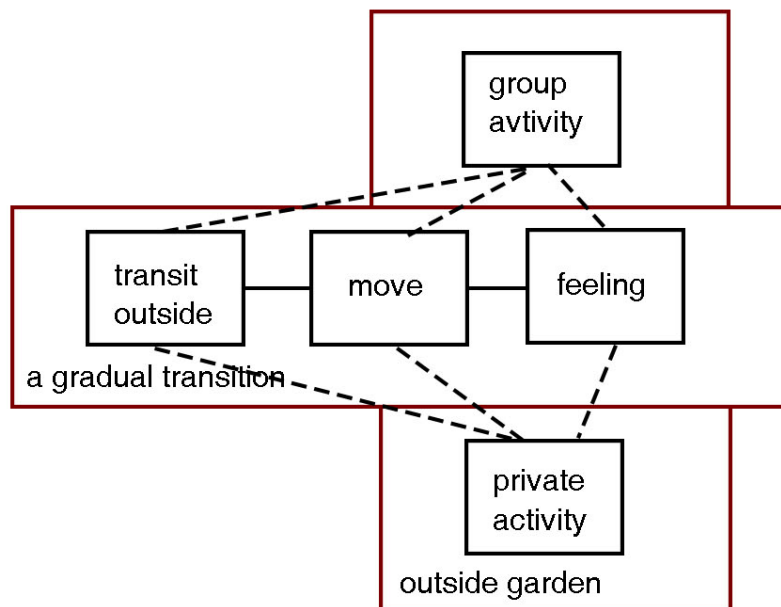 group
avtivity
transit
outside
move
feeling
a gradual transition
private
activity
outside garden